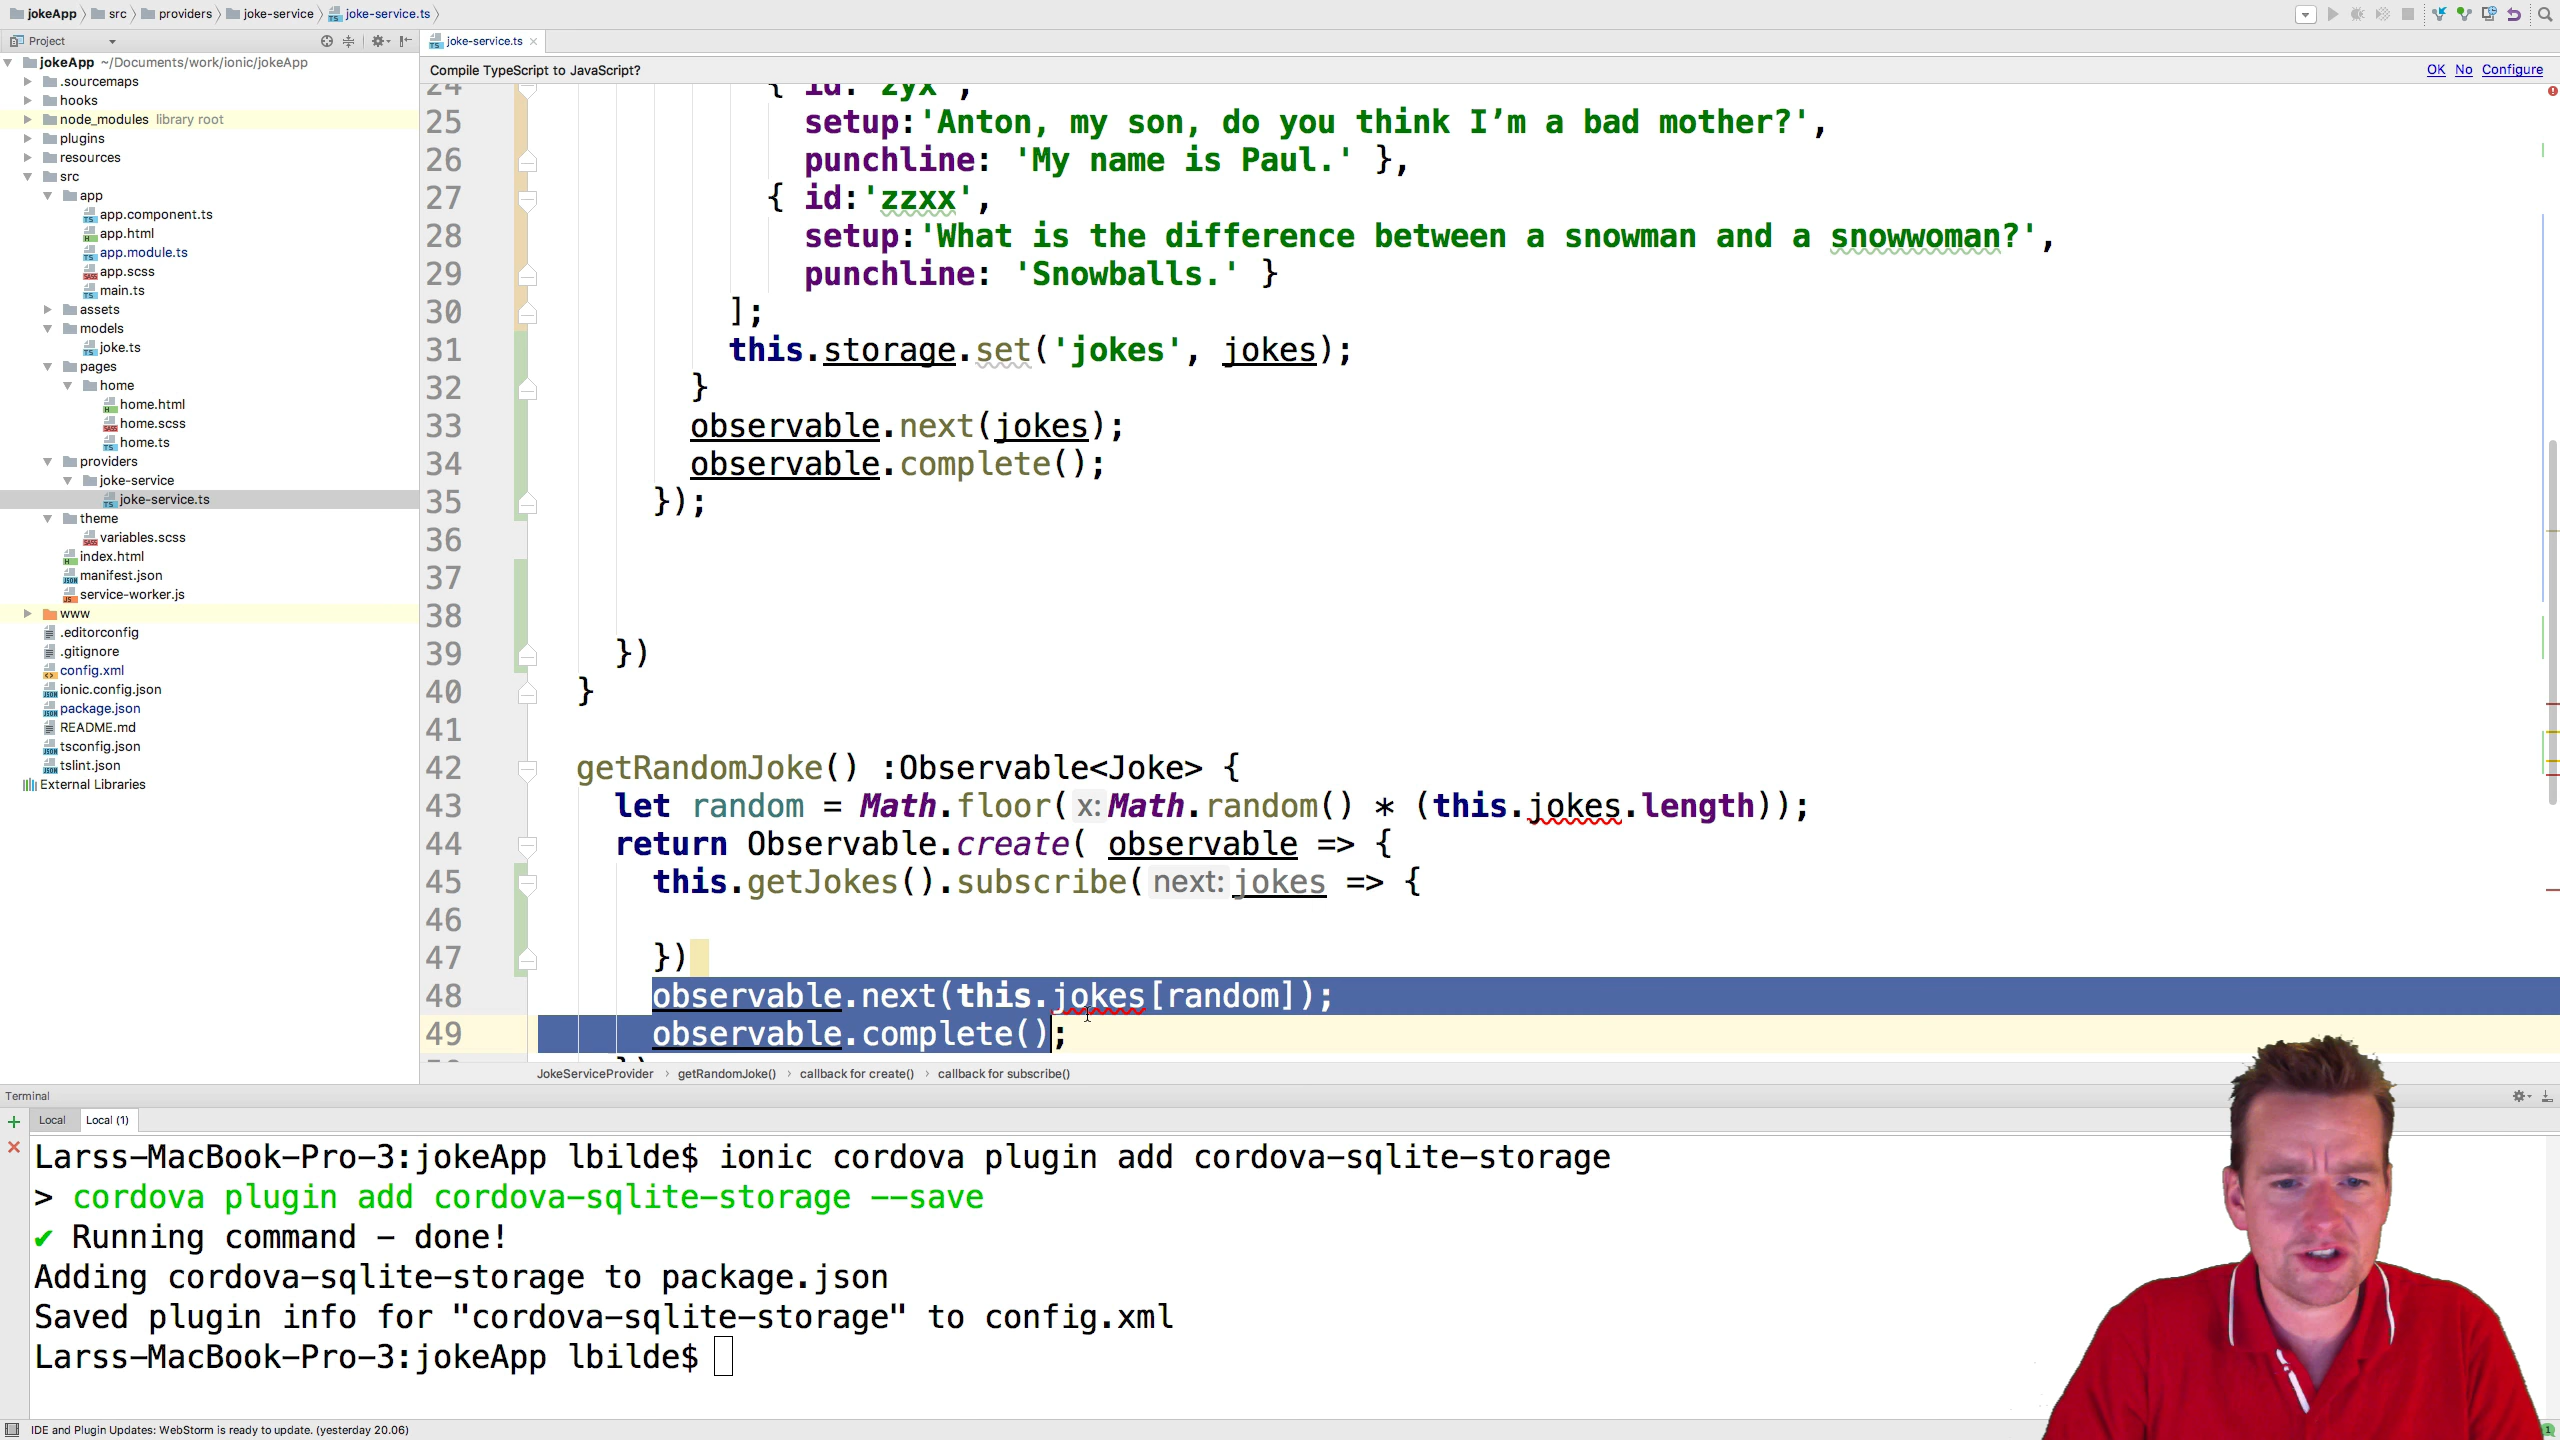 jokeApp src providers joke-service joke-service.ts
Project
joke-service.ts
jokeApp ~/Documents/work/ionic/jokeApp
.sourcemaps
hooks
node_modules library root
plugins
resources
src
app
app.component.ts
app.html
app.module.ts
app.scss
main.ts
assets
models
joke.ts
pages
home
home.html
home.scss
home.ts
providers
joke-service
joke-service.ts
theme
variables.scss
index.html
manifest.json
service-worker.js
www
.editorconfig
.gitignore
config.xml
ionic.config.json
package.json
README.md
tsconfig.json
tslint.json
External Libraries
Compile TypeScript to JavaScript? OK No Configure
24 { id:'zyx',
25 setup:'Anton, my son, do you think I’m a bad mother?',
26 punchline: 'My name is Paul.' },
27 { id:'zzxx',
28 setup:'What is the difference between a snowman and a snowwoman?',
29 punchline: 'Snowballs.' }
30 ];
31 this.storage.set('jokes', jokes);
32 }
33 observable.next(jokes);
34 observable.complete();
35 });
36
37
38
39 })
40 }
41
42 getRandomJoke() :Observable<Joke> {
43 let random = Math.floor( x: Math.random() * (this.jokes.length));
44 return Observable.create( observable => {
45 this.getJokes().subscribe( next: jokes => {
46
47 })
48 observable.next(this.jokes[random]);
49 observable.complete();
JokeServiceProvider › getRandomJoke() › callback for create() › callback for subscribe()
Terminal
Local Local (1)
Larss-MacBook-Pro-3:jokeApp lbilde$ ionic cordova plugin add cordova-sqlite-storage
> cordova plugin add cordova-sqlite-storage --save
✔ Running command - done!
Adding cordova-sqlite-storage to package.json
Saved plugin info for "cordova-sqlite-storage" to config.xml
Larss-MacBook-Pro-3:jokeApp lbilde$
IDE and Plugin Updates: WebStorm is ready to update. (yesterday 20.06)